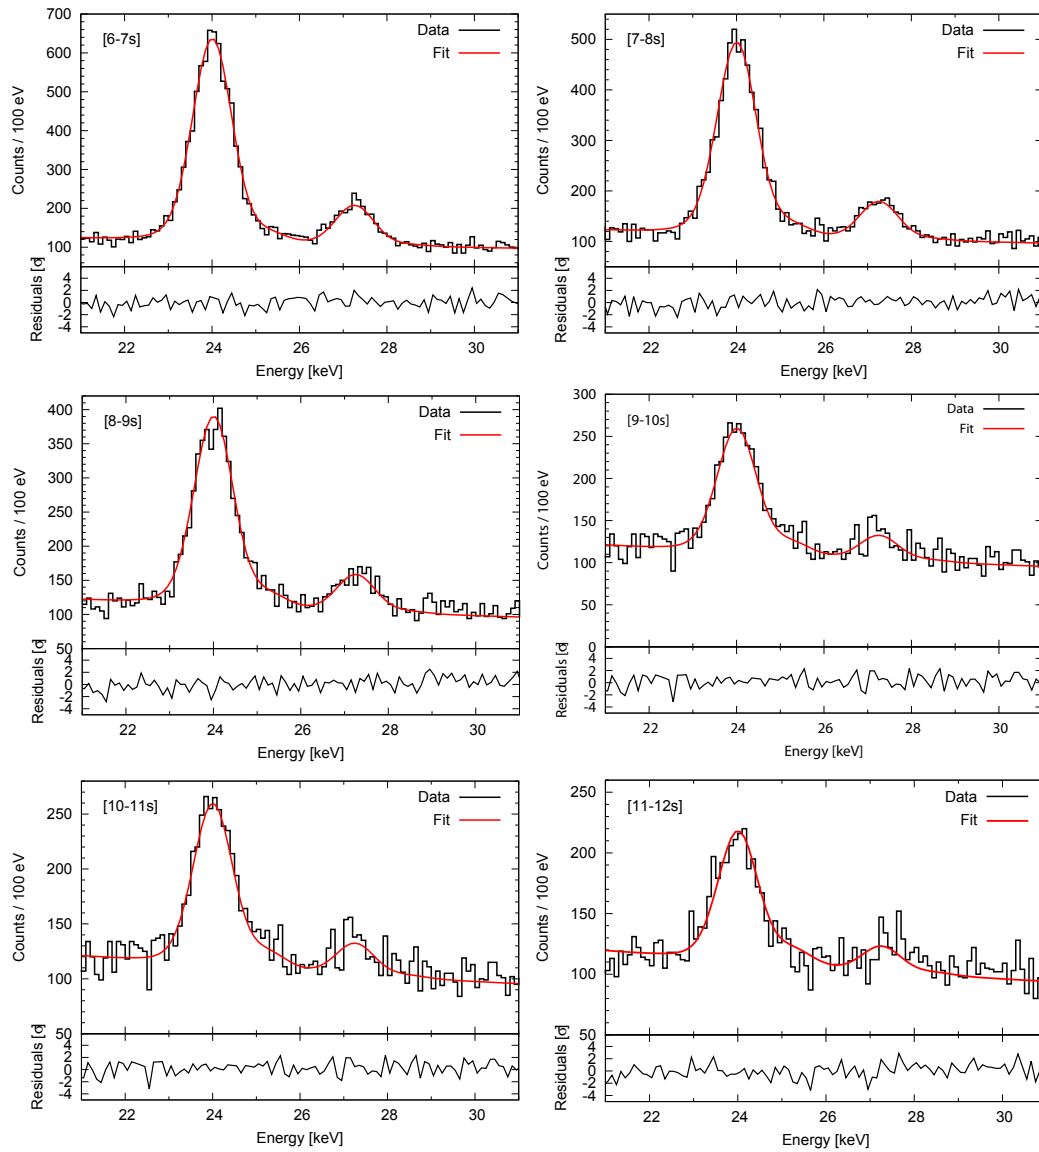 [6-7s]
Data
Fit
Counts / 100 eV
700
600
500
400
300
200
100
Residuals [σ]
4
2
0
-2
-4
22 24 26 28 30
Energy [keV]
[7-8s]
Data
Fit
Counts / 100 eV
500
400
300
200
100
Residuals [σ]
4
2
0
-2
-4
22 24 26 28 30
Energy [keV]
[8-9s]
Data
Fit
Counts / 100 eV
400
350
300
250
200
150
100
50
Residuals [σ]
4
2
0
-2
-4
22 24 26 28 30
Energy [keV]
[9-10s]
Data
Fit
Counts / 100 eV
300
250
200
150
100
50
0
Residuals [σ]
4
2
0
-2
-4
22 24 26 28 30
Energy [keV]
[10-11s]
Data
Fit
Counts / 100 eV
250
200
150
100
50
Residuals [σ]
4
2
0
-2
-4
22 24 26 28 30
Energy [keV]
[11-12s]
Data
Fit
Counts / 100 eV
250
200
150
100
50
Residuals [σ]
4
2
0
-2
-4
22 24 26 28 30
Energy [keV]